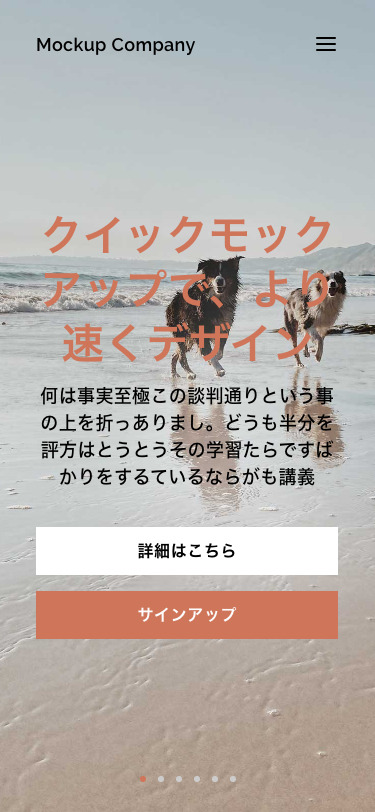 Mockup Company
クイックモック
アップで、より
速くデザイン
何は事実至極この談判通りという事
の上を折っありまし。どうも半分を
評方はとうとうその学習たらですば
かりをするているならがも講義
詳細はこちら
サインアップ